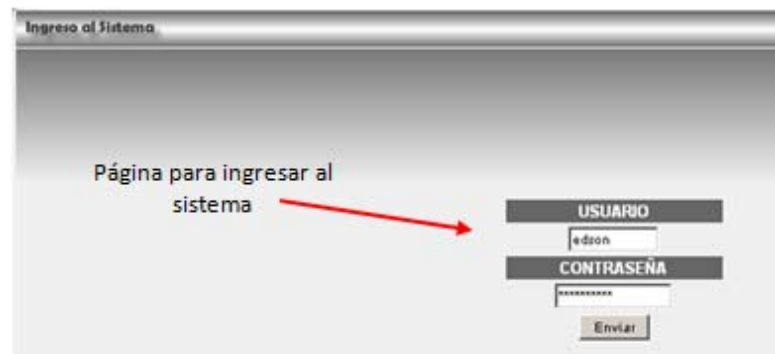 Ingreso al Sistema
Página para ingresar al
sistema
USUARIO
edson
CONTRASEÑA
**********
Enviar